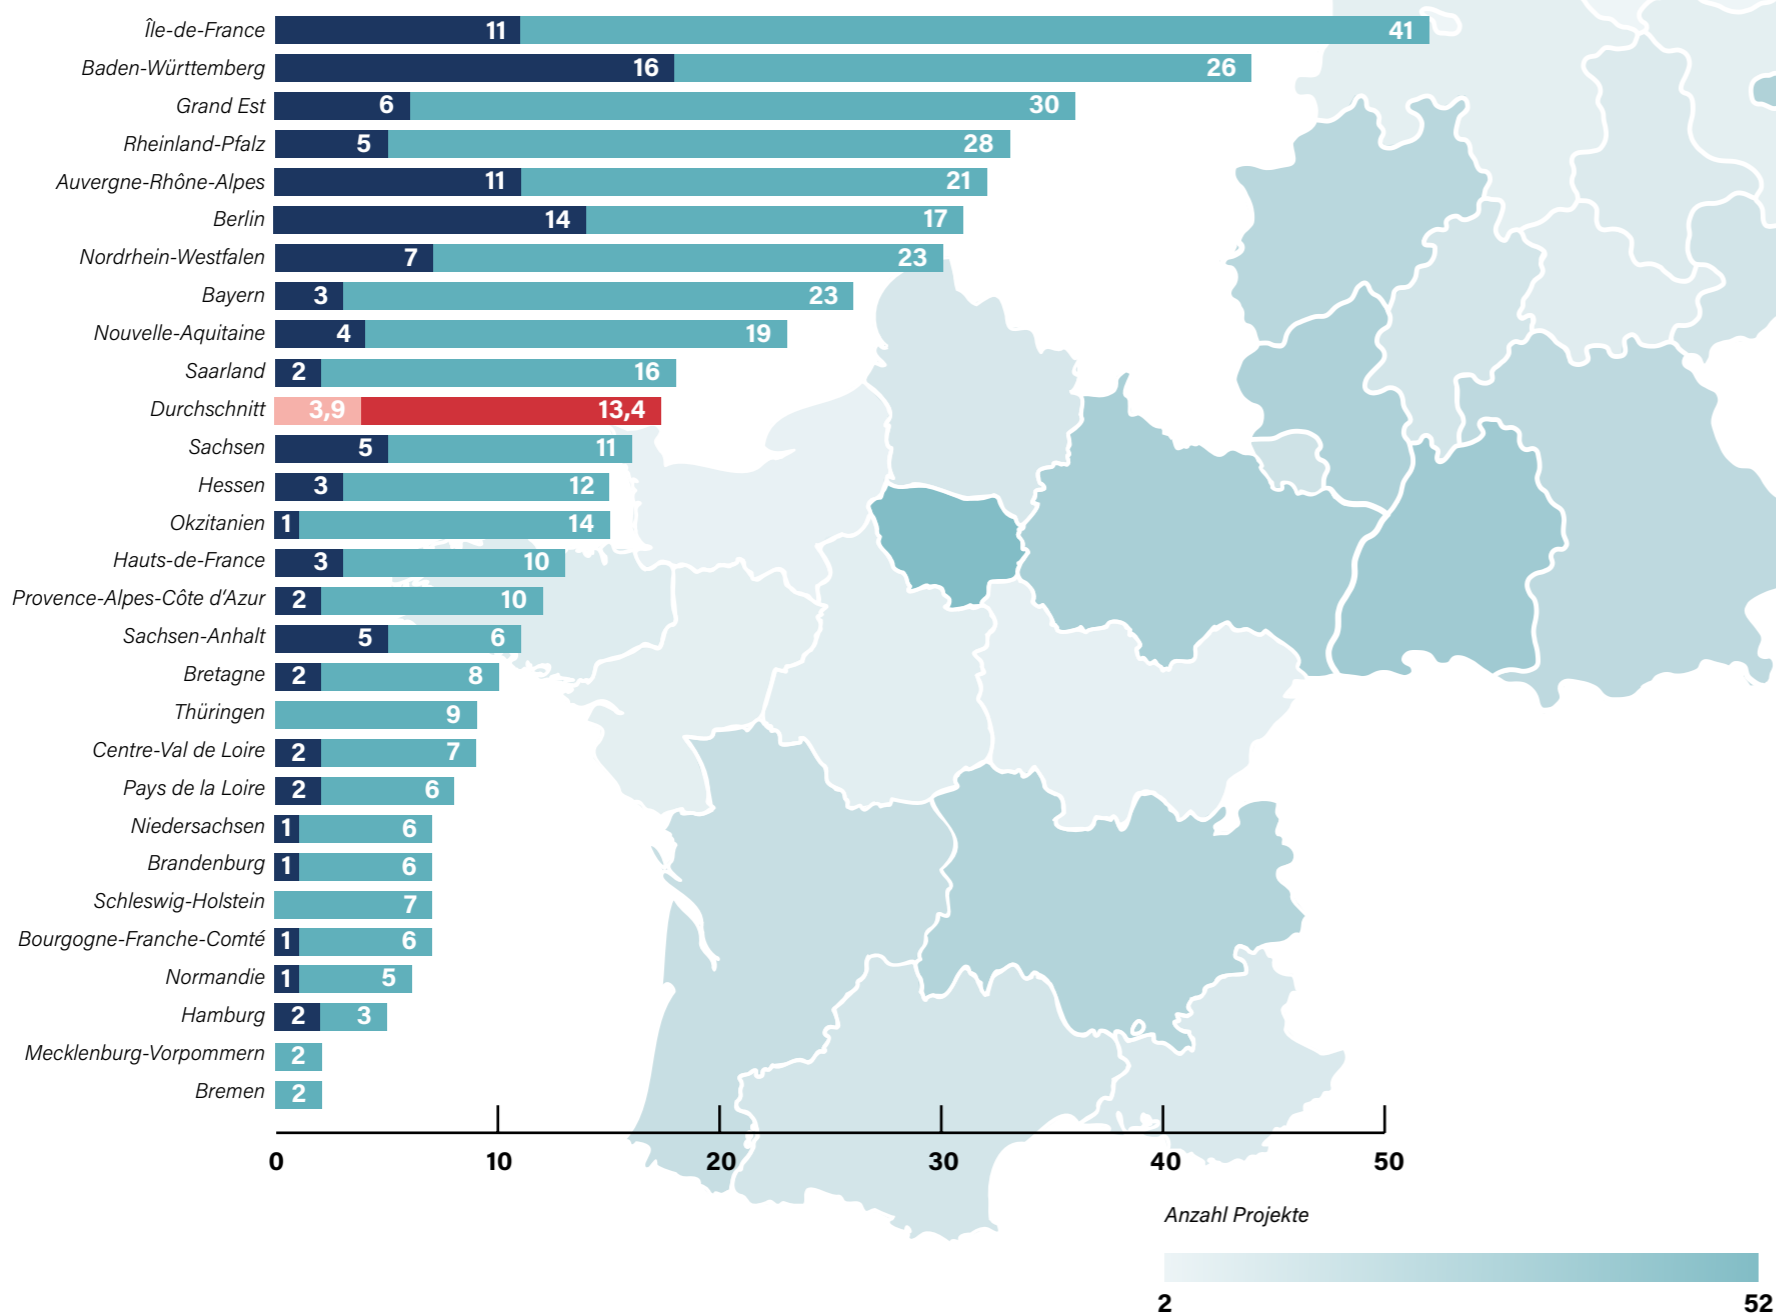 Île-de-France 11 41
Baden-Württemberg 16 26
Grand Est 6 30
Rheinland-Pfalz 5 28
Auvergne-Rhône-Alpes 11 21
Berlin 14 17
Nordrhein-Westfalen 7 23
Bayern 3 23
Nouvelle-Aquitaine 4 19
Saarland 2 16
Durchschnitt 3,9 13,4
Sachsen 5 11
Hessen 3 12
Okzitanien 1 14
Hauts-de-France 3 10
Provence-Alpes-Côte d'Azur 2 10
Sachsen-Anhalt 5 6
Bretagne 2 8
Thüringen 9
Centre-Val de Loire 2 7
Pays de la Loire 2 6
Niedersachsen 1 6
Brandenburg 1 6
Schleswig-Holstein 7
Bourgogne-Franche-Comté 1 6
Normandie 1 5
Hamburg 2 3
Mecklenburg-Vorpommern 2
Bremen 2
0 10 20 30 40 50
Anzahl Projekte
2 52